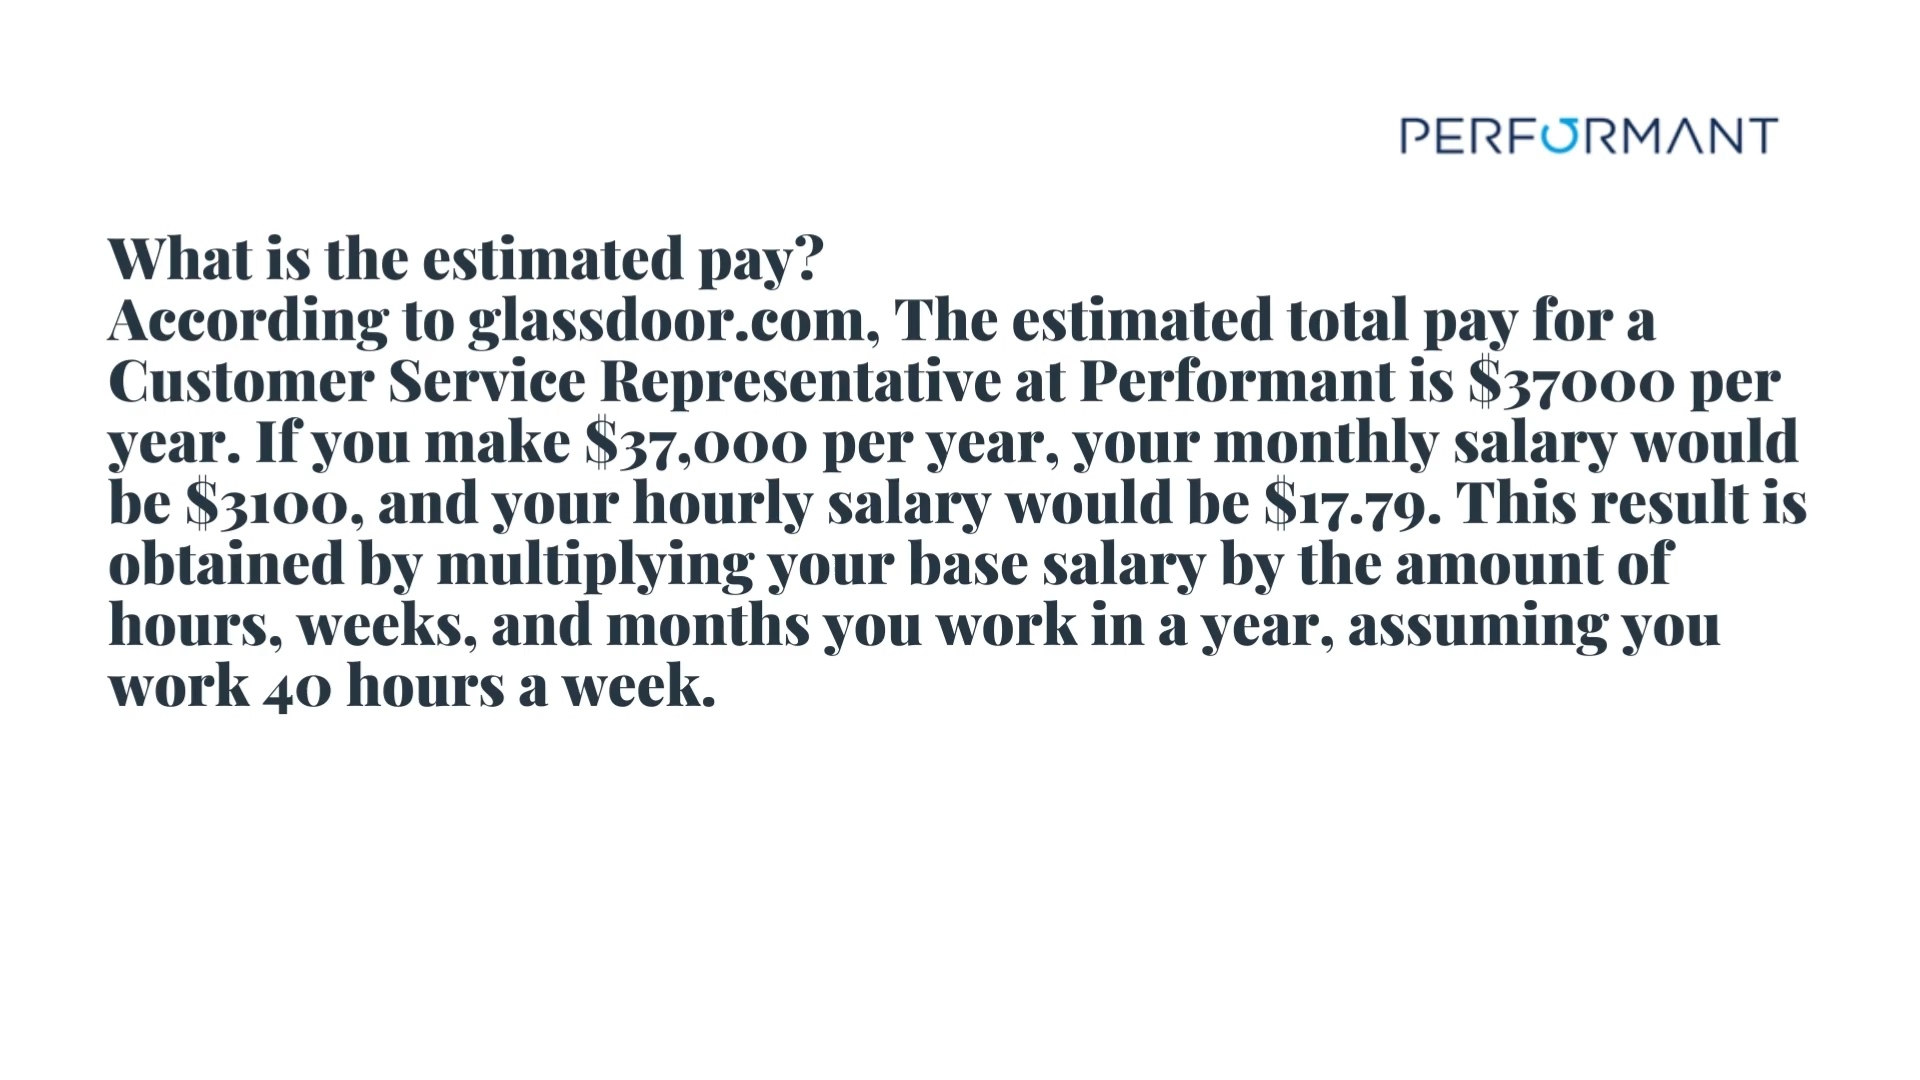 PERFORMANT
What is the estimated pay?
According to glassdoor.com, The estimated total pay for a
Customer Service Representative at Performant is $37000 per
year. If you make $37,000 per year, your monthly salary would
be $3100, and your hourly salary would be $17.79. This result is
obtained by multiplying your base salary by the amount of
hours, weeks, and months you work in a year, assuming you
work 40 hours a week.